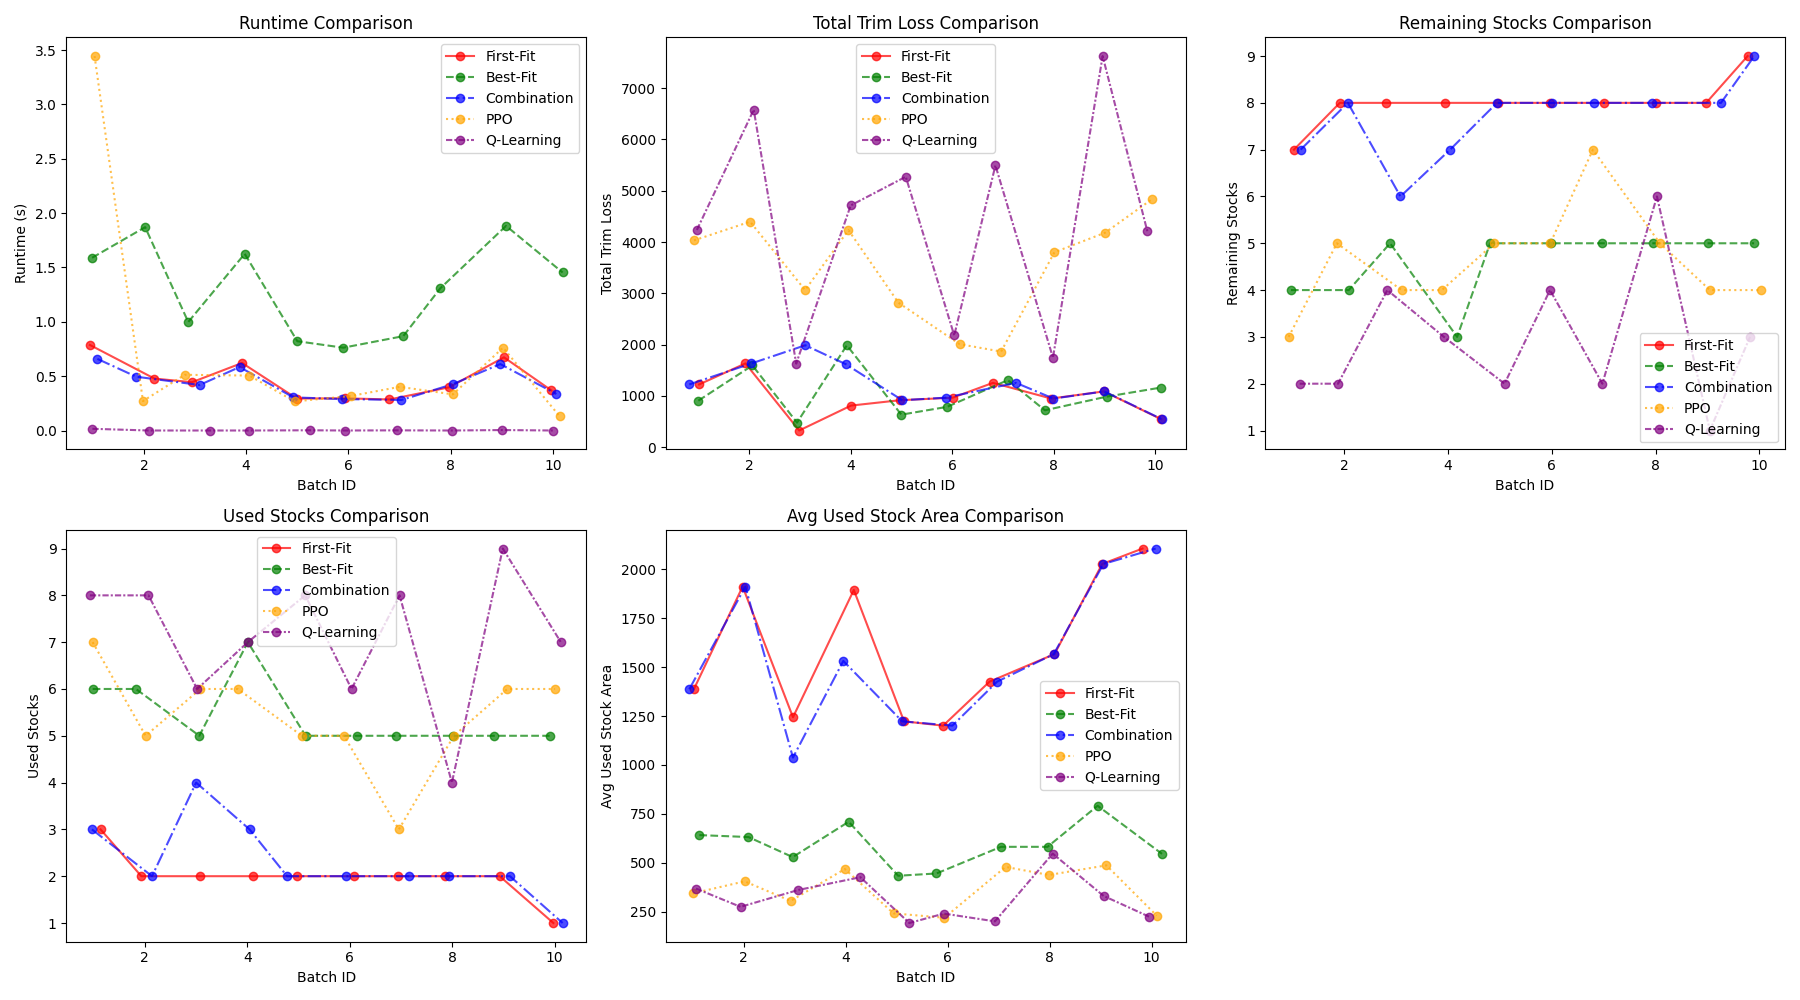 Runtime Comparison
3.5
3.0
2.5
2.0
1.5
1.0
0.5
0.0
Runtime (s)
2
4
6
8
10
Batch ID
First-Fit
Best-Fit
Combination
PPO
Q-Learning
Total Trim Loss Comparison
7000
6000
5000
4000
3000
2000
1000
0
Total Trim Loss
2
4
6
8
10
Batch ID
First-Fit
Best-Fit
Combination
PPO
Q-Learning
Remaining Stocks Comparison
9
8
7
6
5
4
3
2
1
Remaining Stocks
2
4
6
8
10
Batch ID
First-Fit
Best-Fit
Combination
PPO
Q-Learning
Used Stocks Comparison
9
8
7
6
5
4
3
2
1
Used Stocks
2
4
6
8
10
Batch ID
First-Fit
Best-Fit
Combination
PPO
Q-Learning
Avg Used Stock Area Comparison
2000
1750
1500
1250
1000
750
500
250
Avg Used Stock Area
2
4
6
8
10
Batch ID
First-Fit
Best-Fit
Combination
PPO
Q-Learning